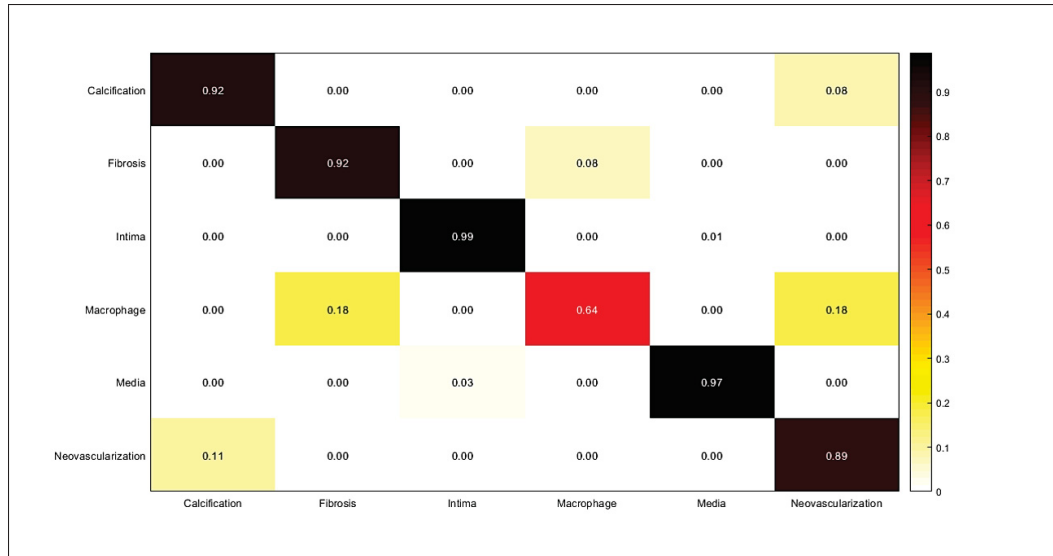 Calcification 0.92 0.00 0.00 0.00 0.00 0.08
Fibrosis 0.00 0.92 0.00 0.08 0.00 0.00
Intima 0.00 0.00 0.99 0.00 0.01 0.00
Macrophage 0.00 0.18 0.00 0.64 0.00 0.18
Media 0.00 0.00 0.03 0.00 0.97 0.00
Neovascularization 0.11 0.00 0.00 0.00 0.00 0.89
Calcification Fibrosis Intima Macrophage Media Neovascularization
0.9
0.8
0.7
0.6
0.5
0.4
0.3
0.2
0.1
0